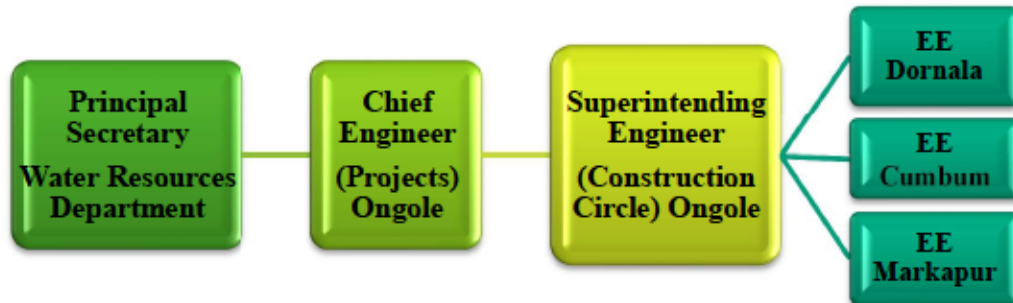 Principal
Secretary
Water Resources
Department
Chief
Engineer
(Projects)
Ongole
Superintending
Engineer
(Construction
Circle) Ongole
EE
Dornala
EE
Cumbum
EE
Markapur